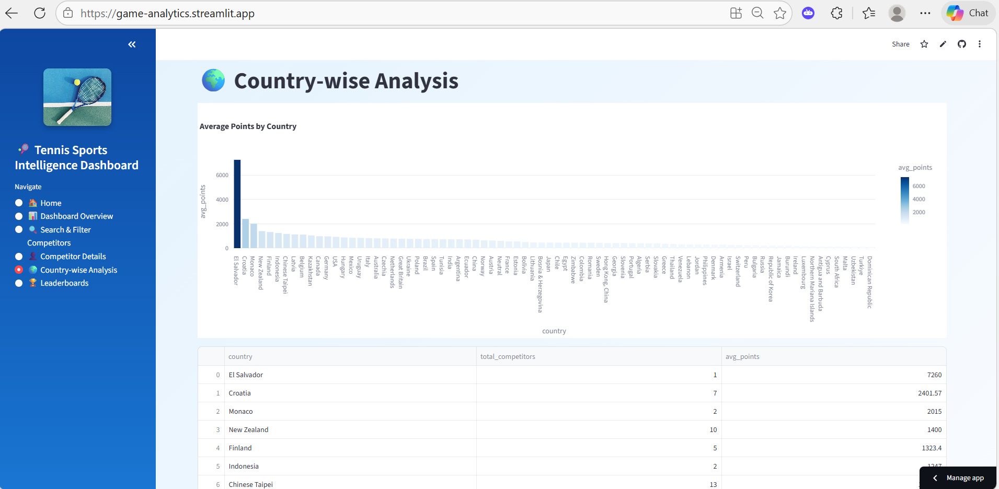 https://game-analytics.streamlit.app
Chat
Share
Tennis Sports
Intelligence Dashboard
Navigate
Home
Dashboard Overview
Search & Filter
Competitors
Competitor Details
Country-wise Analysis
Leaderboards
Country-wise Analysis
Average Points by Country
avg_points
6000
4000
2000
0
El Salvador
Croatia
Monaco
New Zealand
Finland
Indonesia
Chinese Taipei
Latvia
Belgium
Kazakhstan
Canada
Germany
USA
Hungary
Mexico
Uruguay
Italy
Australia
Czechia
Netherlands
Great Britain
Ukraine
Poland
Brazil
Spain
Tunisia
India
Argentina
Ecuador
China
Norway
Austria
Neutral
France
Estonia
Bolivia
Lithuania
Bosnia & Herzegovina
Japan
Chile
Egypt
Zimbabwe
Colombia
Romania
Sweden
Hong Kong, China
Georgia
Slovenia
Portugal
Algeria
Serbia
Slovakia
Greece
Thailand
Venezuela
Lebanon
Jordan
Philippines
Denmark
Armenia
Israel
Switzerland
Peru
Bulgaria
Russia
Republic of Korea
Jamaica
Burundi
Ireland
Luxembourg
Northern Mariana Islands
Antigua and Barbuda
Cyprus
South Africa
Malta
Uzbekistan
Turkiye
Dominican Republic
country
avg_points
6000
4000
2000
country total_competitors avg_points
0 El Salvador 1 7260
1 Croatia 7 2401.57
2 Monaco 2 2015
3 New Zealand 10 1400
4 Finland 5 1323.4
5 Indonesia 2 1247
6 Chinese Taipei 13
Manage app